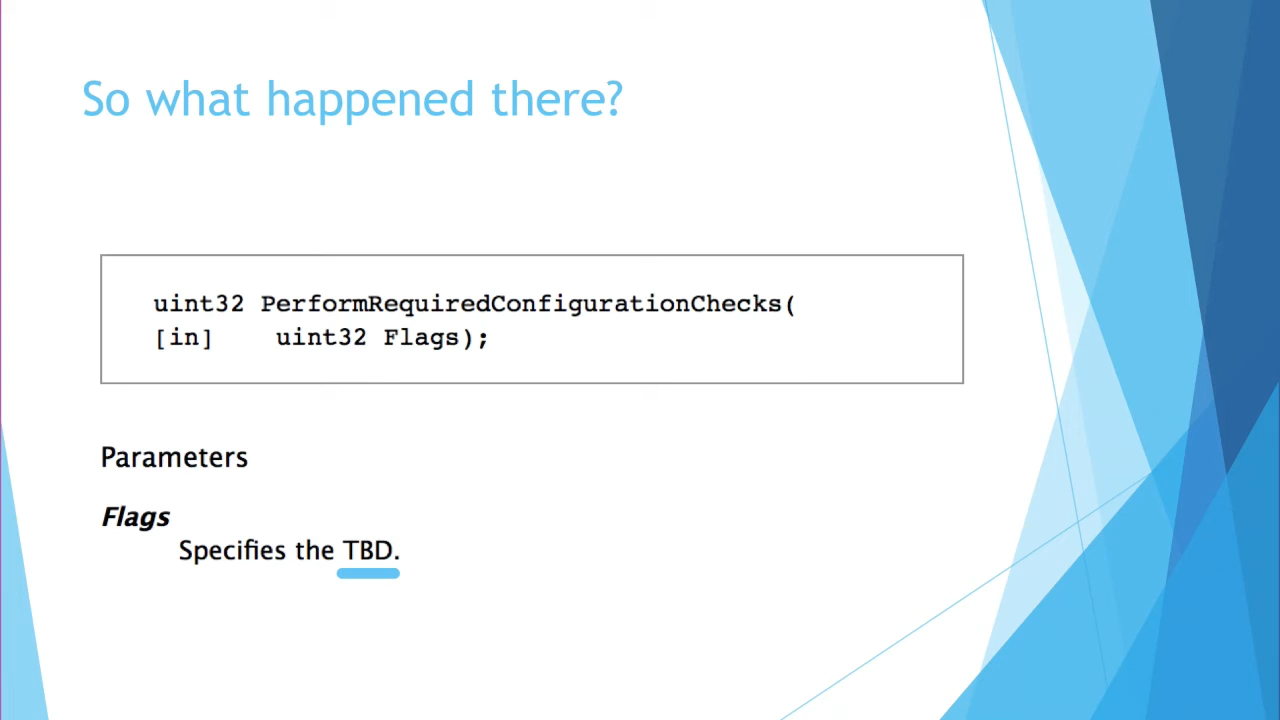 So what happened there?
uint32 PerformRequiredConfigurationChecks(
[in]    uint32 Flags);
Parameters
Flags
Specifies the TBD.